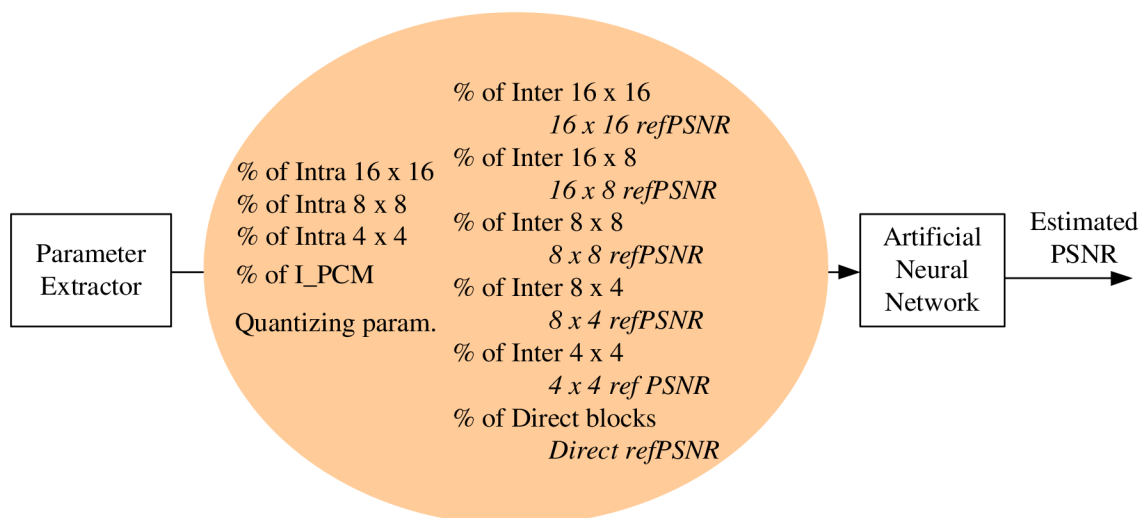 Parameter
Extractor
% of Intra 16 x 16
% of Intra 8 x 8
% of Intra 4 x 4
% of I_PCM
Quantizing param.
% of Inter 16 x 16
16 x 16 refPSNR
% of Inter 16 x 8
16 x 8 refPSNR
% of Inter 8 x 8
8 x 8 refPSNR
% of Inter 8 x 4
8 x 4 refPSNR
% of Inter 4 x 4
4 x 4 ref PSNR
% of Direct blocks
Direct refPSNR
Artificial
Neural
Network
Estimated
PSNR